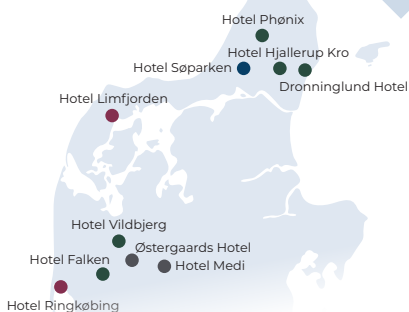 Hotel Phønix
Hotel Hjallerup Kro
Hotel Søparken
Dronninglund Hotel
Hotel Limfjorden
Hotel Vildbjerg
Østergaards Hotel
Hotel Falken
Hotel Medi
Hotel Ringkøbing